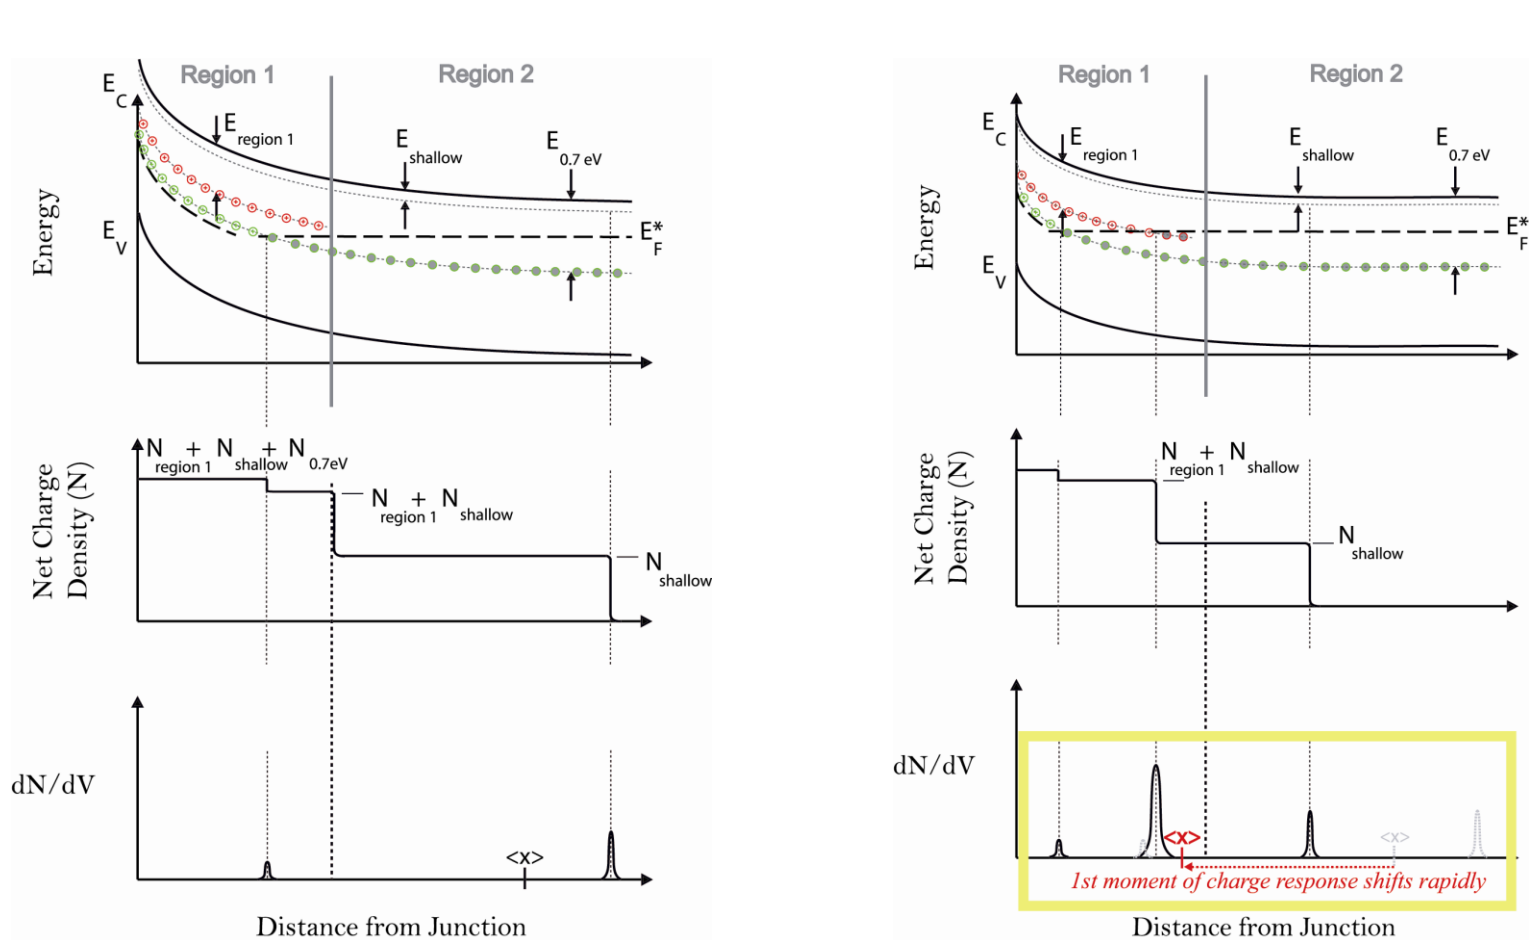 Region 1
Region 2
E C
E region 1
E shallow
E 0.7 eV
E V
E*F
Energy
N region 1 + N shallow + N 0.7eV
N region 1 + N shallow
N shallow
Net Charge
Density (N)
dN/dV
<x>
Distance from Junction
Region 1
Region 2
E C
E region 1
E shallow
E 0.7 eV
E V
E*F
Energy
N region 1 + N shallow
N shallow
Net Charge
Density (N)
dN/dV
<x>
<x>
1st moment of charge response shifts rapidly
Distance from Junction